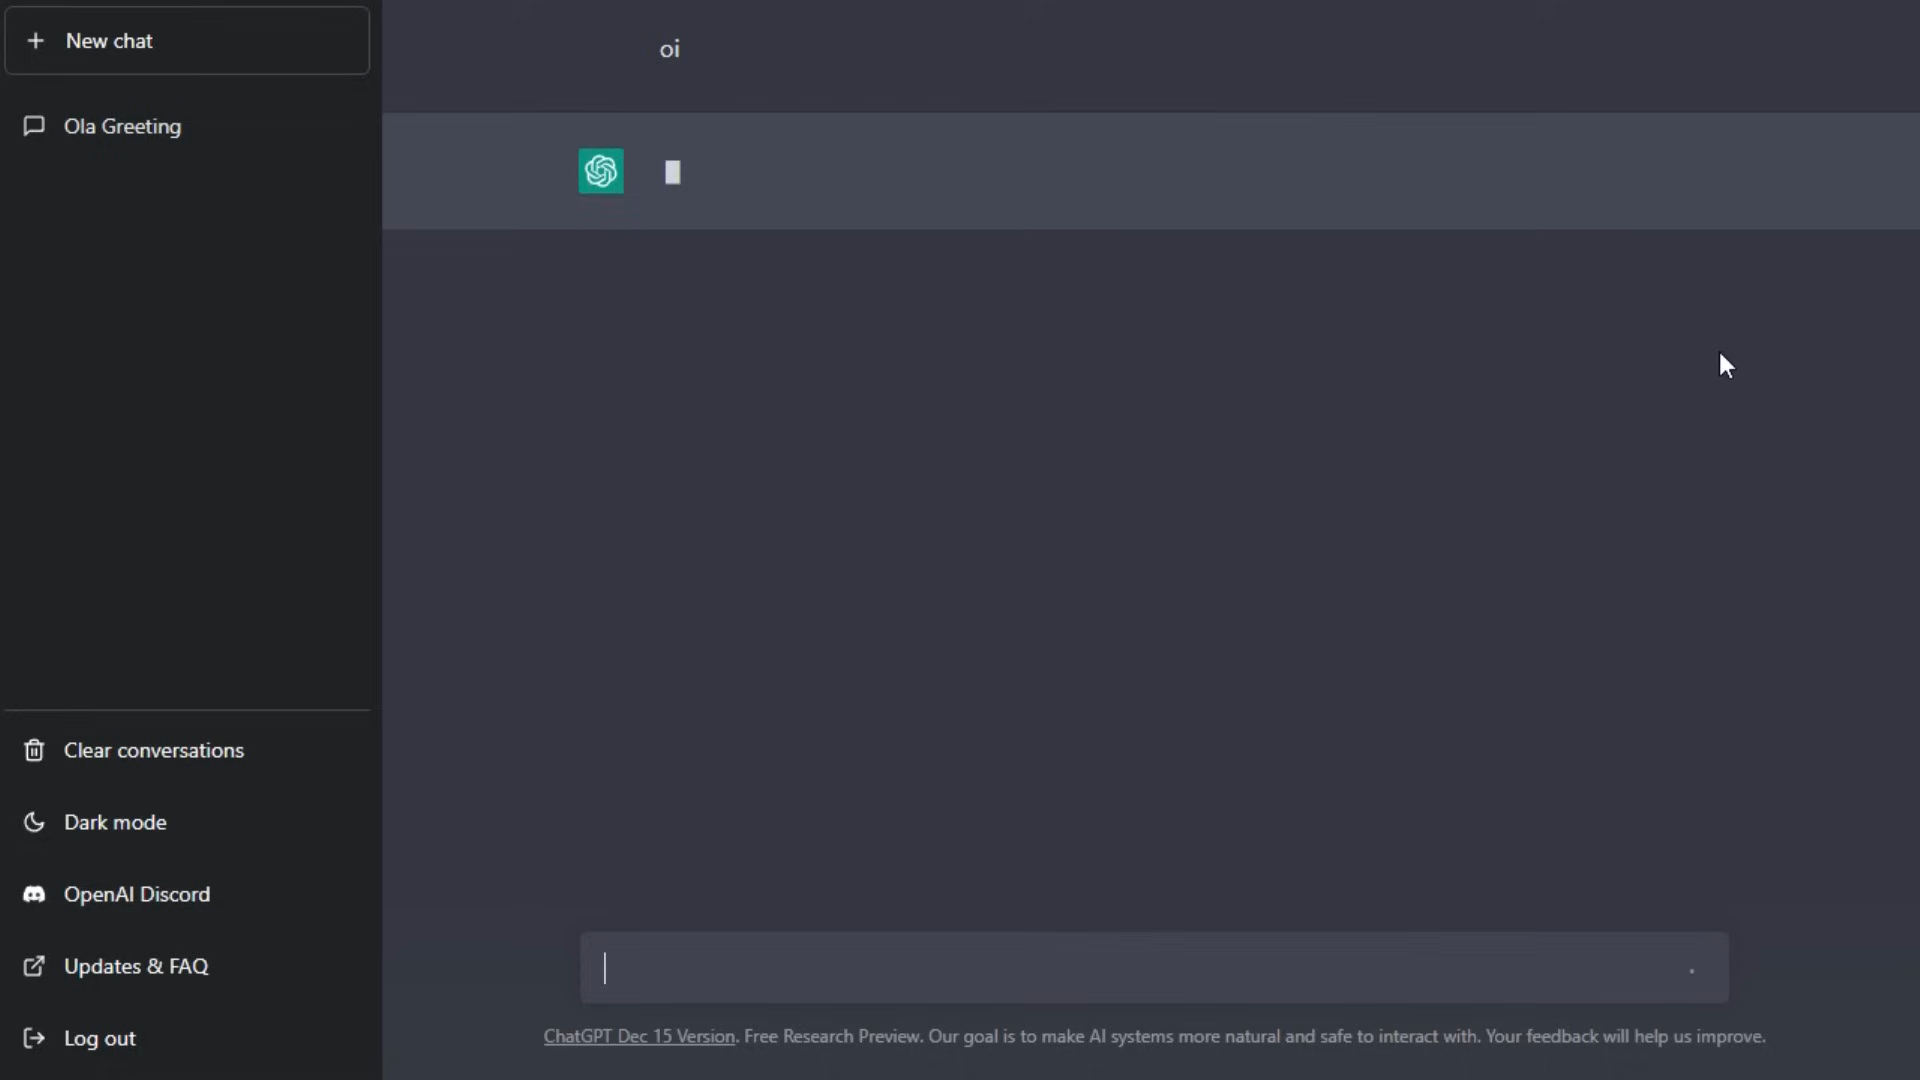 New chat
Ola Greeting
Clear conversations
Dark mode
OpenAI Discord
Updates & FAQ
Log out
oi
ChatGPT Dec 15 Version. Free Research Preview. Our goal is to make AI systems more natural and safe to interact with. Your feedback will help us improve.